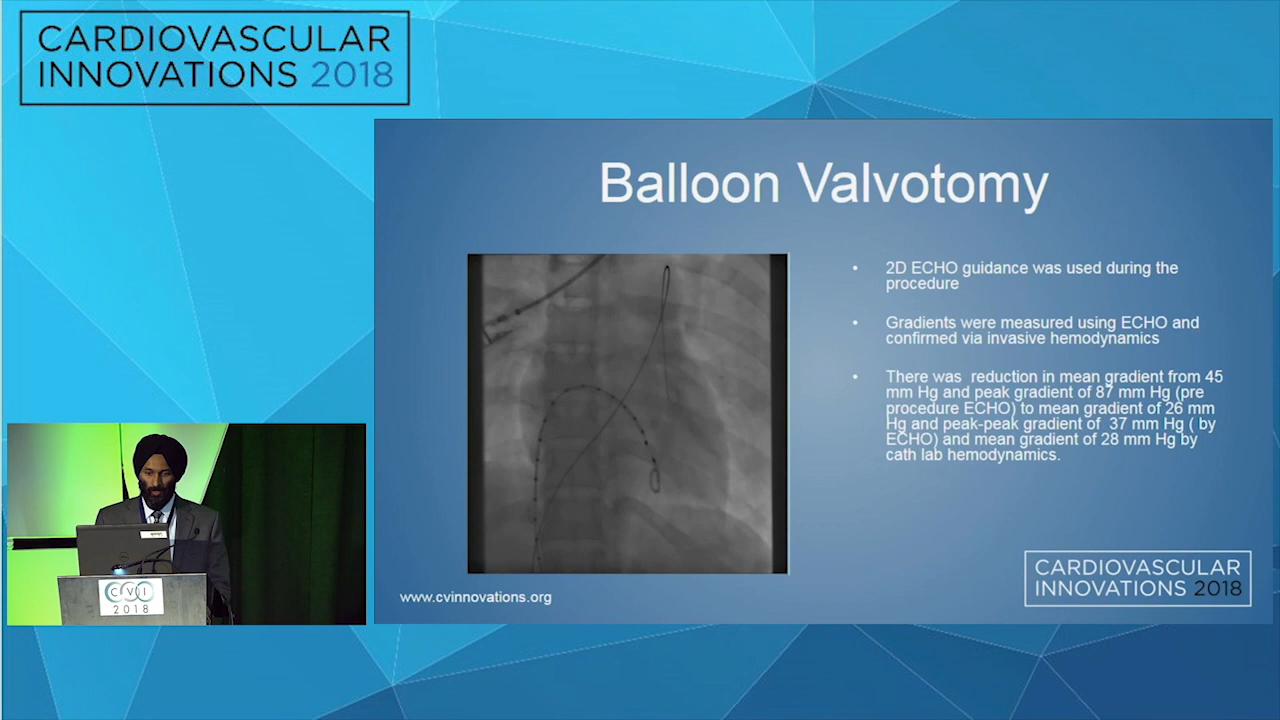 CARDIOVASCULAR
INNOVATIONS 2018
Balloon Valvotomy
• 2D ECHO guidance was used during the
procedure
• Gradients were measured using ECHO and
confirmed via invasive hemodynamics
• There was reduction in mean gradient from 45
mm Hg and peak gradient of 87 mm Hg (pre
procedure ECHO) to mean gradient of 26 mm
Hg and peak-peak gradient of 37 mm Hg ( by
ECHO) and mean gradient of 28 mm Hg by
cath lab hemodynamics.
www.cvinnovations.org
CARDIOVASCULAR
INNOVATIONS 2018
CVI
2018